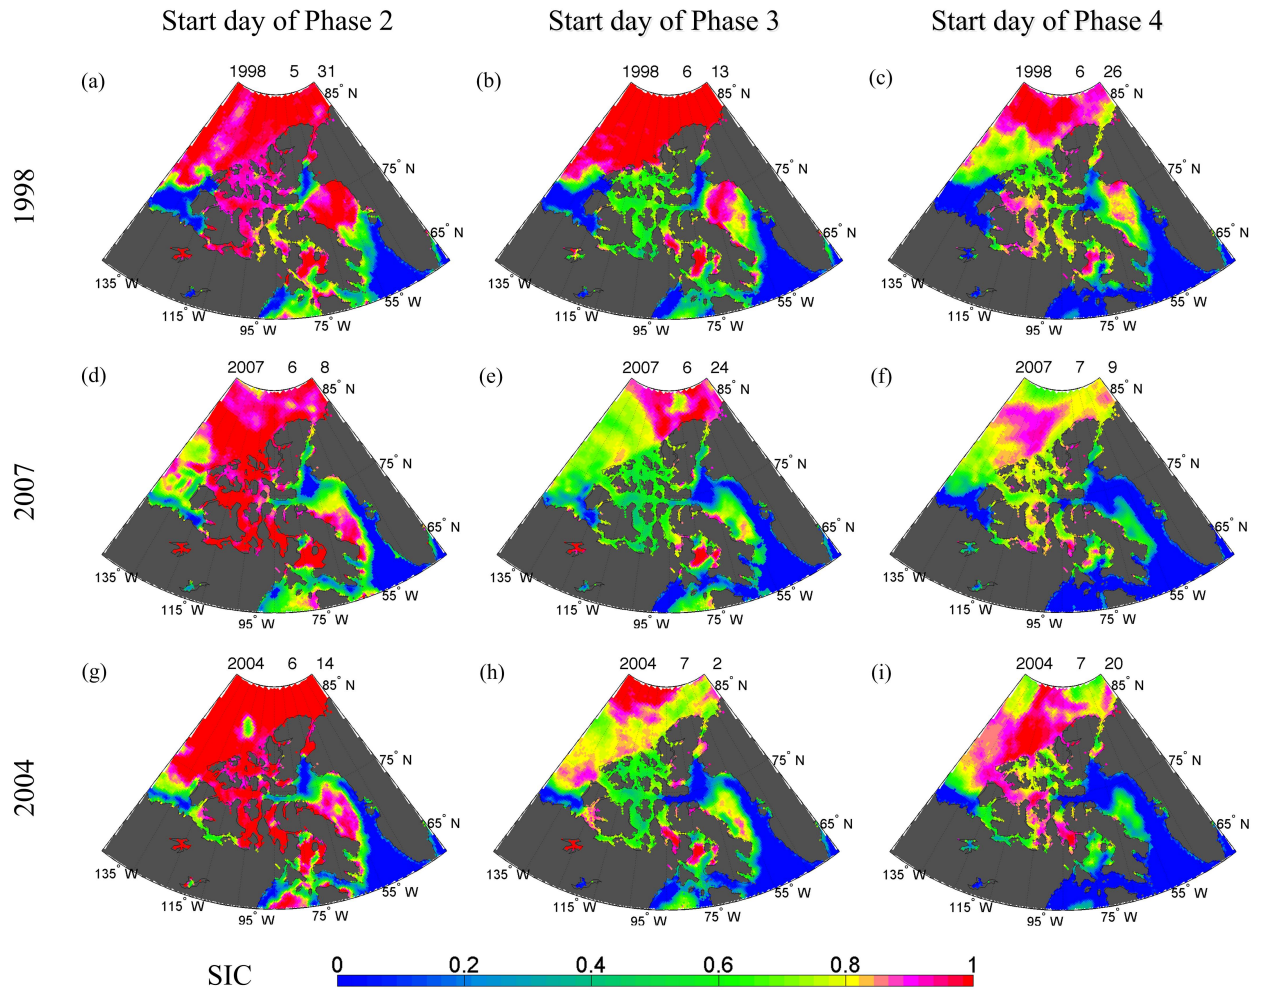 Start day of Phase 2 Start day of Phase 3 Start day of Phase 4
(a) 1998 5 31 (b) 1998 6 13 (c) 1998 6 26
85° N 85° N 85° N
75° N 75° N 75° N
1998
65° N 65° N 65° N
135° W 115° W 95° W 75° W 55° W 135° W 115° W 95° W 75° W 55° W 135° W 115° W 95° W 75° W 55° W
(d) 2007 6 8 (e) 2007 6 24 (f) 2007 7 9
85° N 85° N 85° N
75° N 75° N 75° N
2007
65° N 65° N 65° N
135° W 115° W 95° W 75° W 55° W 135° W 115° W 95° W 75° W 55° W 135° W 115° W 95° W 75° W 55° W
(g) 2004 6 14 (h) 2004 7 2 (i) 2004 7 20
85° N 85° N 85° N
75° N 75° N 75° N
2004
65° N 65° N 65° N
135° W 115° W 95° W 75° W 55° W 135° W 115° W 95° W 75° W 55° W 135° W 115° W 95° W 75° W 55° W
SIC 0 0.2 0.4 0.6 0.8 1